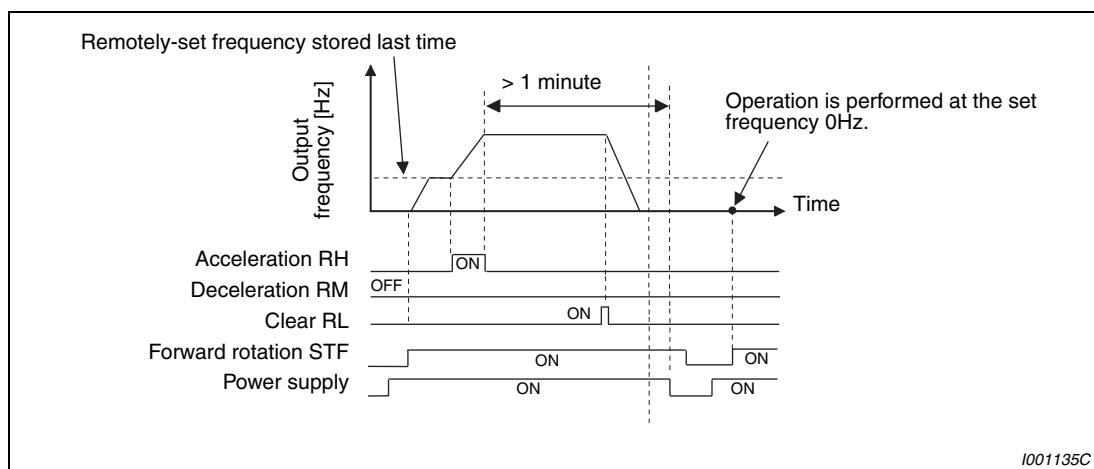 Remotely-set frequency stored last time
> 1 minute
Operation is performed at the set
frequency 0Hz.
Output
frequency [Hz]
Time
Acceleration RH
ON
Deceleration RM
OFF
Clear RL
ON
Forward rotation STF
ON
ON
Power supply
ON
ON
I001135C